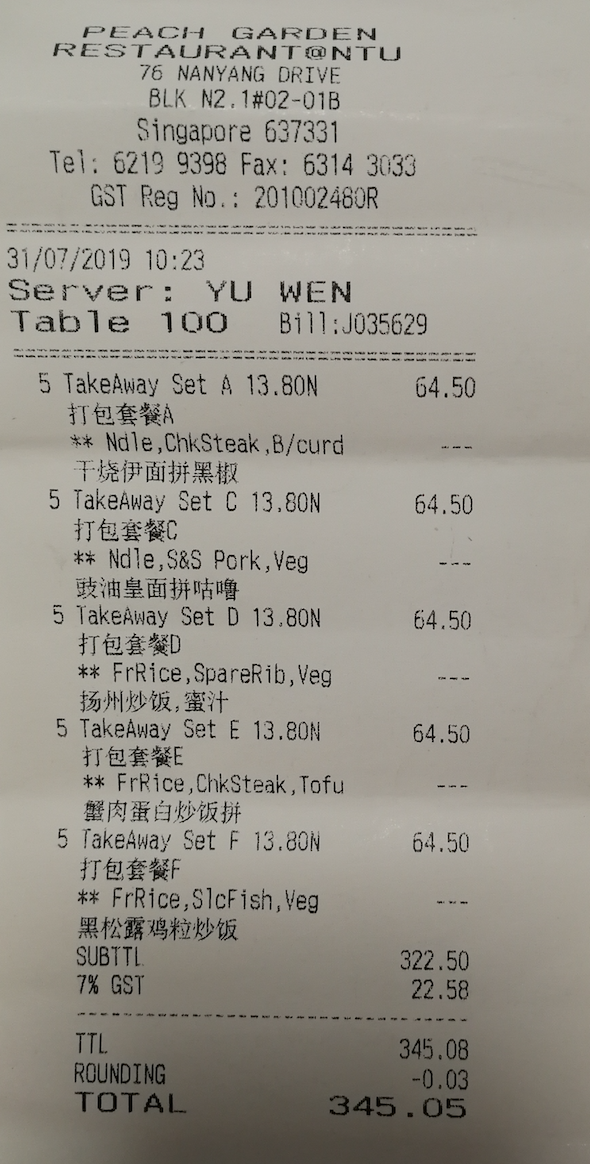 PEACH GARDEN
RESTAURANT@NTU
76 NANYANG DRIVE
BLK N2.1#02-01B
Singapore 637331
Tel: 6219 9398 Fax: 6314 3033
GST Reg No.: 201002480R
31/07/2019 10:23
Server: YU WEN
Table 100 Bill:J035629
5 TakeAway Set A 13.80N 64.50
打包套餐A
** Ndle,ChkSteak,B/curd ---
干烧伊面拼黑椒
5 TakeAway Set C 13.80N 64.50
打包套餐C
** Ndle,S&S Pork,Veg ---
豉油皇面拼咕噜
5 TakeAway Set D 13.80N 64.50
打包套餐D
** FrRice,SpareRib,Veg ---
扬州炒饭,蜜汁
5 TakeAway Set E 13.80N 64.50
打包套餐E
** FrRice,ChkSteak,Tofu ---
蟹肉蛋白炒饭拼
5 TakeAway Set F 13.80N 64.50
打包套餐F
** FrRice,SlcFish,Veg ---
黑松露鸡粒炒饭
SUBTTL 322.50
7% GST 22.58
TTL 345.08
ROUNDING -0.03
TOTAL 345.05